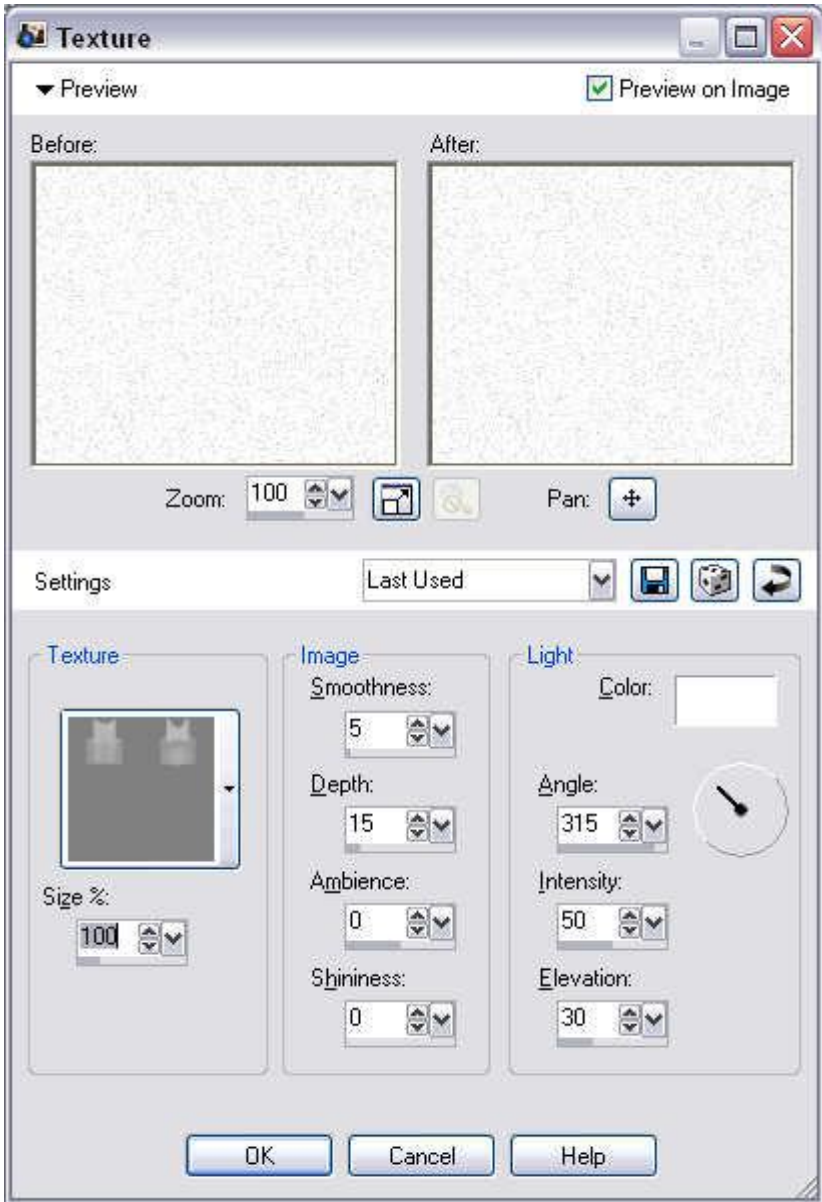 Texture
Preview
Preview on Image
Before:
After:
Zoom: 100
Pan:
Settings
Last Used
Texture
Size %:
100
Image
Smoothness:
5
Depth:
15
Ambience:
0
Shininess:
0
Light
Color:
Angle:
315
Intensity:
50
Elevation:
30
OK
Cancel
Help